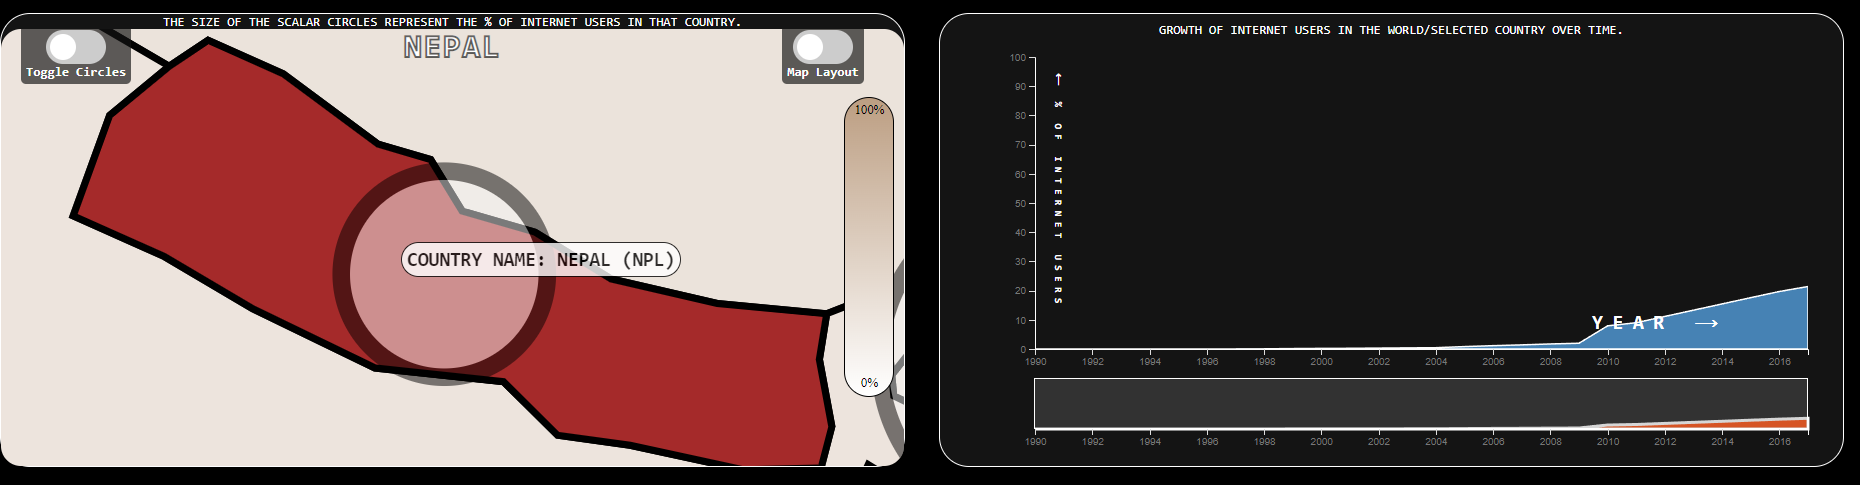 THE SIZE OF THE SCALAR CIRCLES REPRESENT THE % OF INTERNET USERS IN THAT COUNTRY.
NEPAL
Toggle Circles
Map Layout
100%
COUNTRY NAME: NEPAL (NPL)
0%
GROWTH OF INTERNET USERS IN THE WORLD/SELECTED COUNTRY OVER TIME.
100
90
80
70
60
50
40
30
20
10
0
→ % OF INTERNET USERS
YEAR →
1990 1992 1994 1996 1998 2000 2002 2004 2006 2008 2010 2012 2014 2016
1990 1992 1994 1996 1998 2000 2002 2004 2006 2008 2010 2012 2014 2016